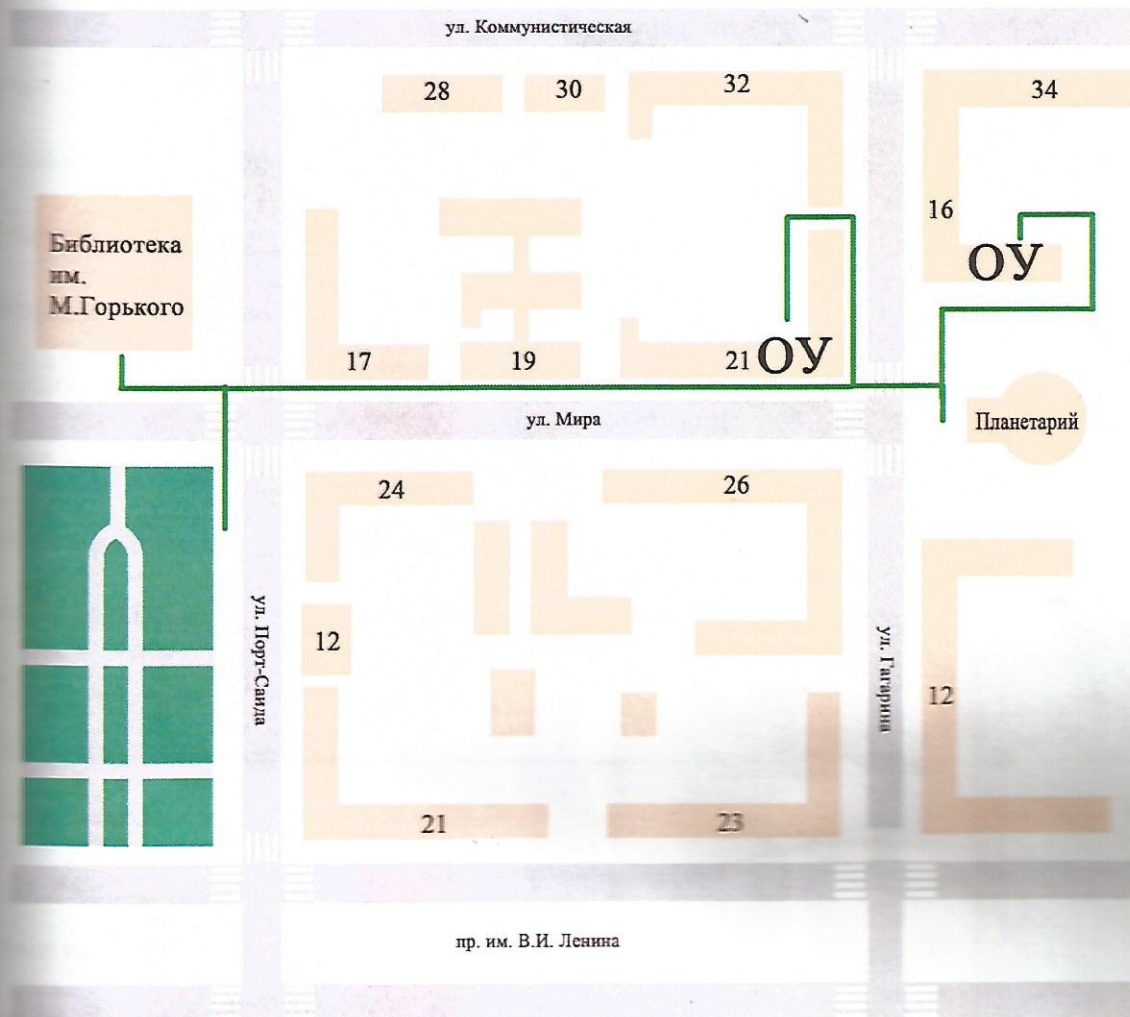 ул. Коммунистическая
28
30
32
34
16
Библиотека
им.
М.Горького
ОУ
17
19
21
ОУ
ул. Мира
Планетарий
24
26
ул. Порт-Саида
12
ул. Гагарина
12
21
23
пр. им. В.И. Ленина